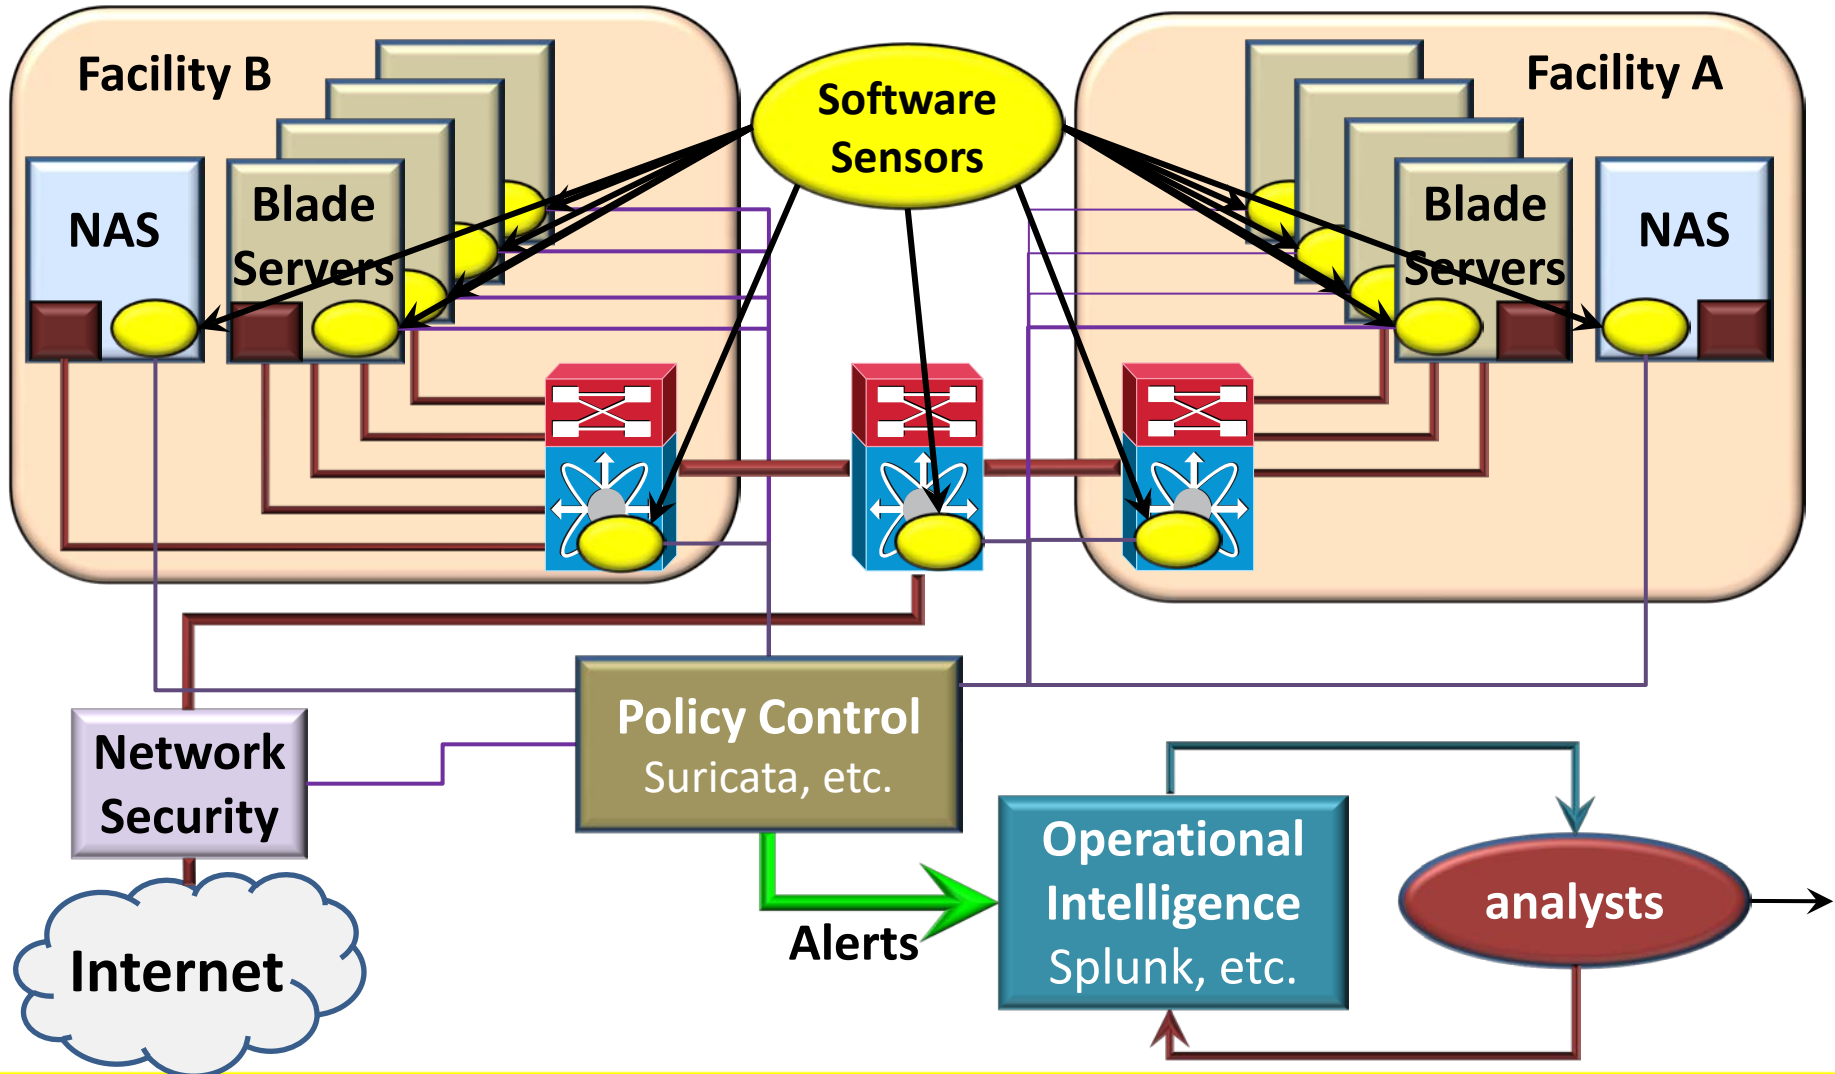 Facility B
Software
Sensors
Facility A
NAS
Blade
Servers
Blade
Servers
NAS
Policy Control
Suricata, etc.
Network
Security
Operational
Intelligence
Splunk, etc.
analysts
Alerts
Internet